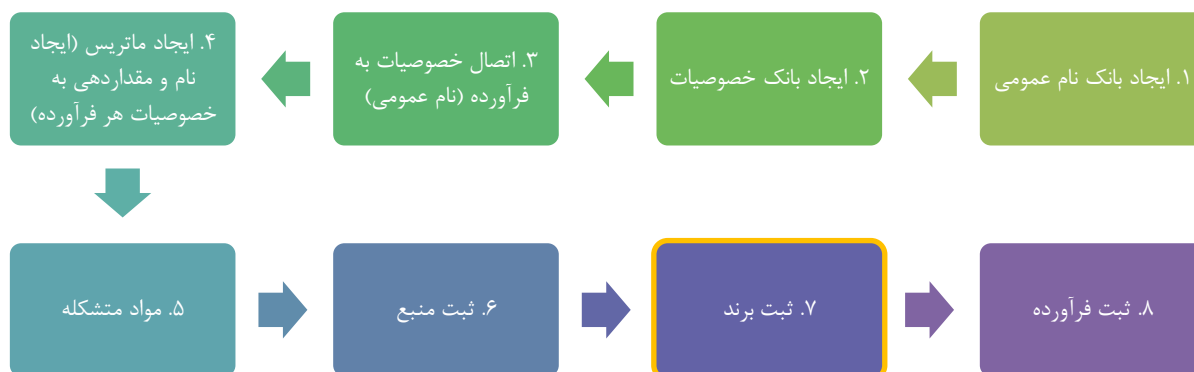 ۱. ایجاد بانک نام عمومی
۲. ایجاد بانک خصوصیات
۳. اتصال خصوصیات به
فرآورده (نام عمومی)
۴. ایجاد ماتریس (ایجاد
نام و مقداردهی به
خصوصیات هر فرآورده)
۵. مواد متشکله
۶. ثبت منبع
۷. ثبت برند
۸. ثبت فرآورده